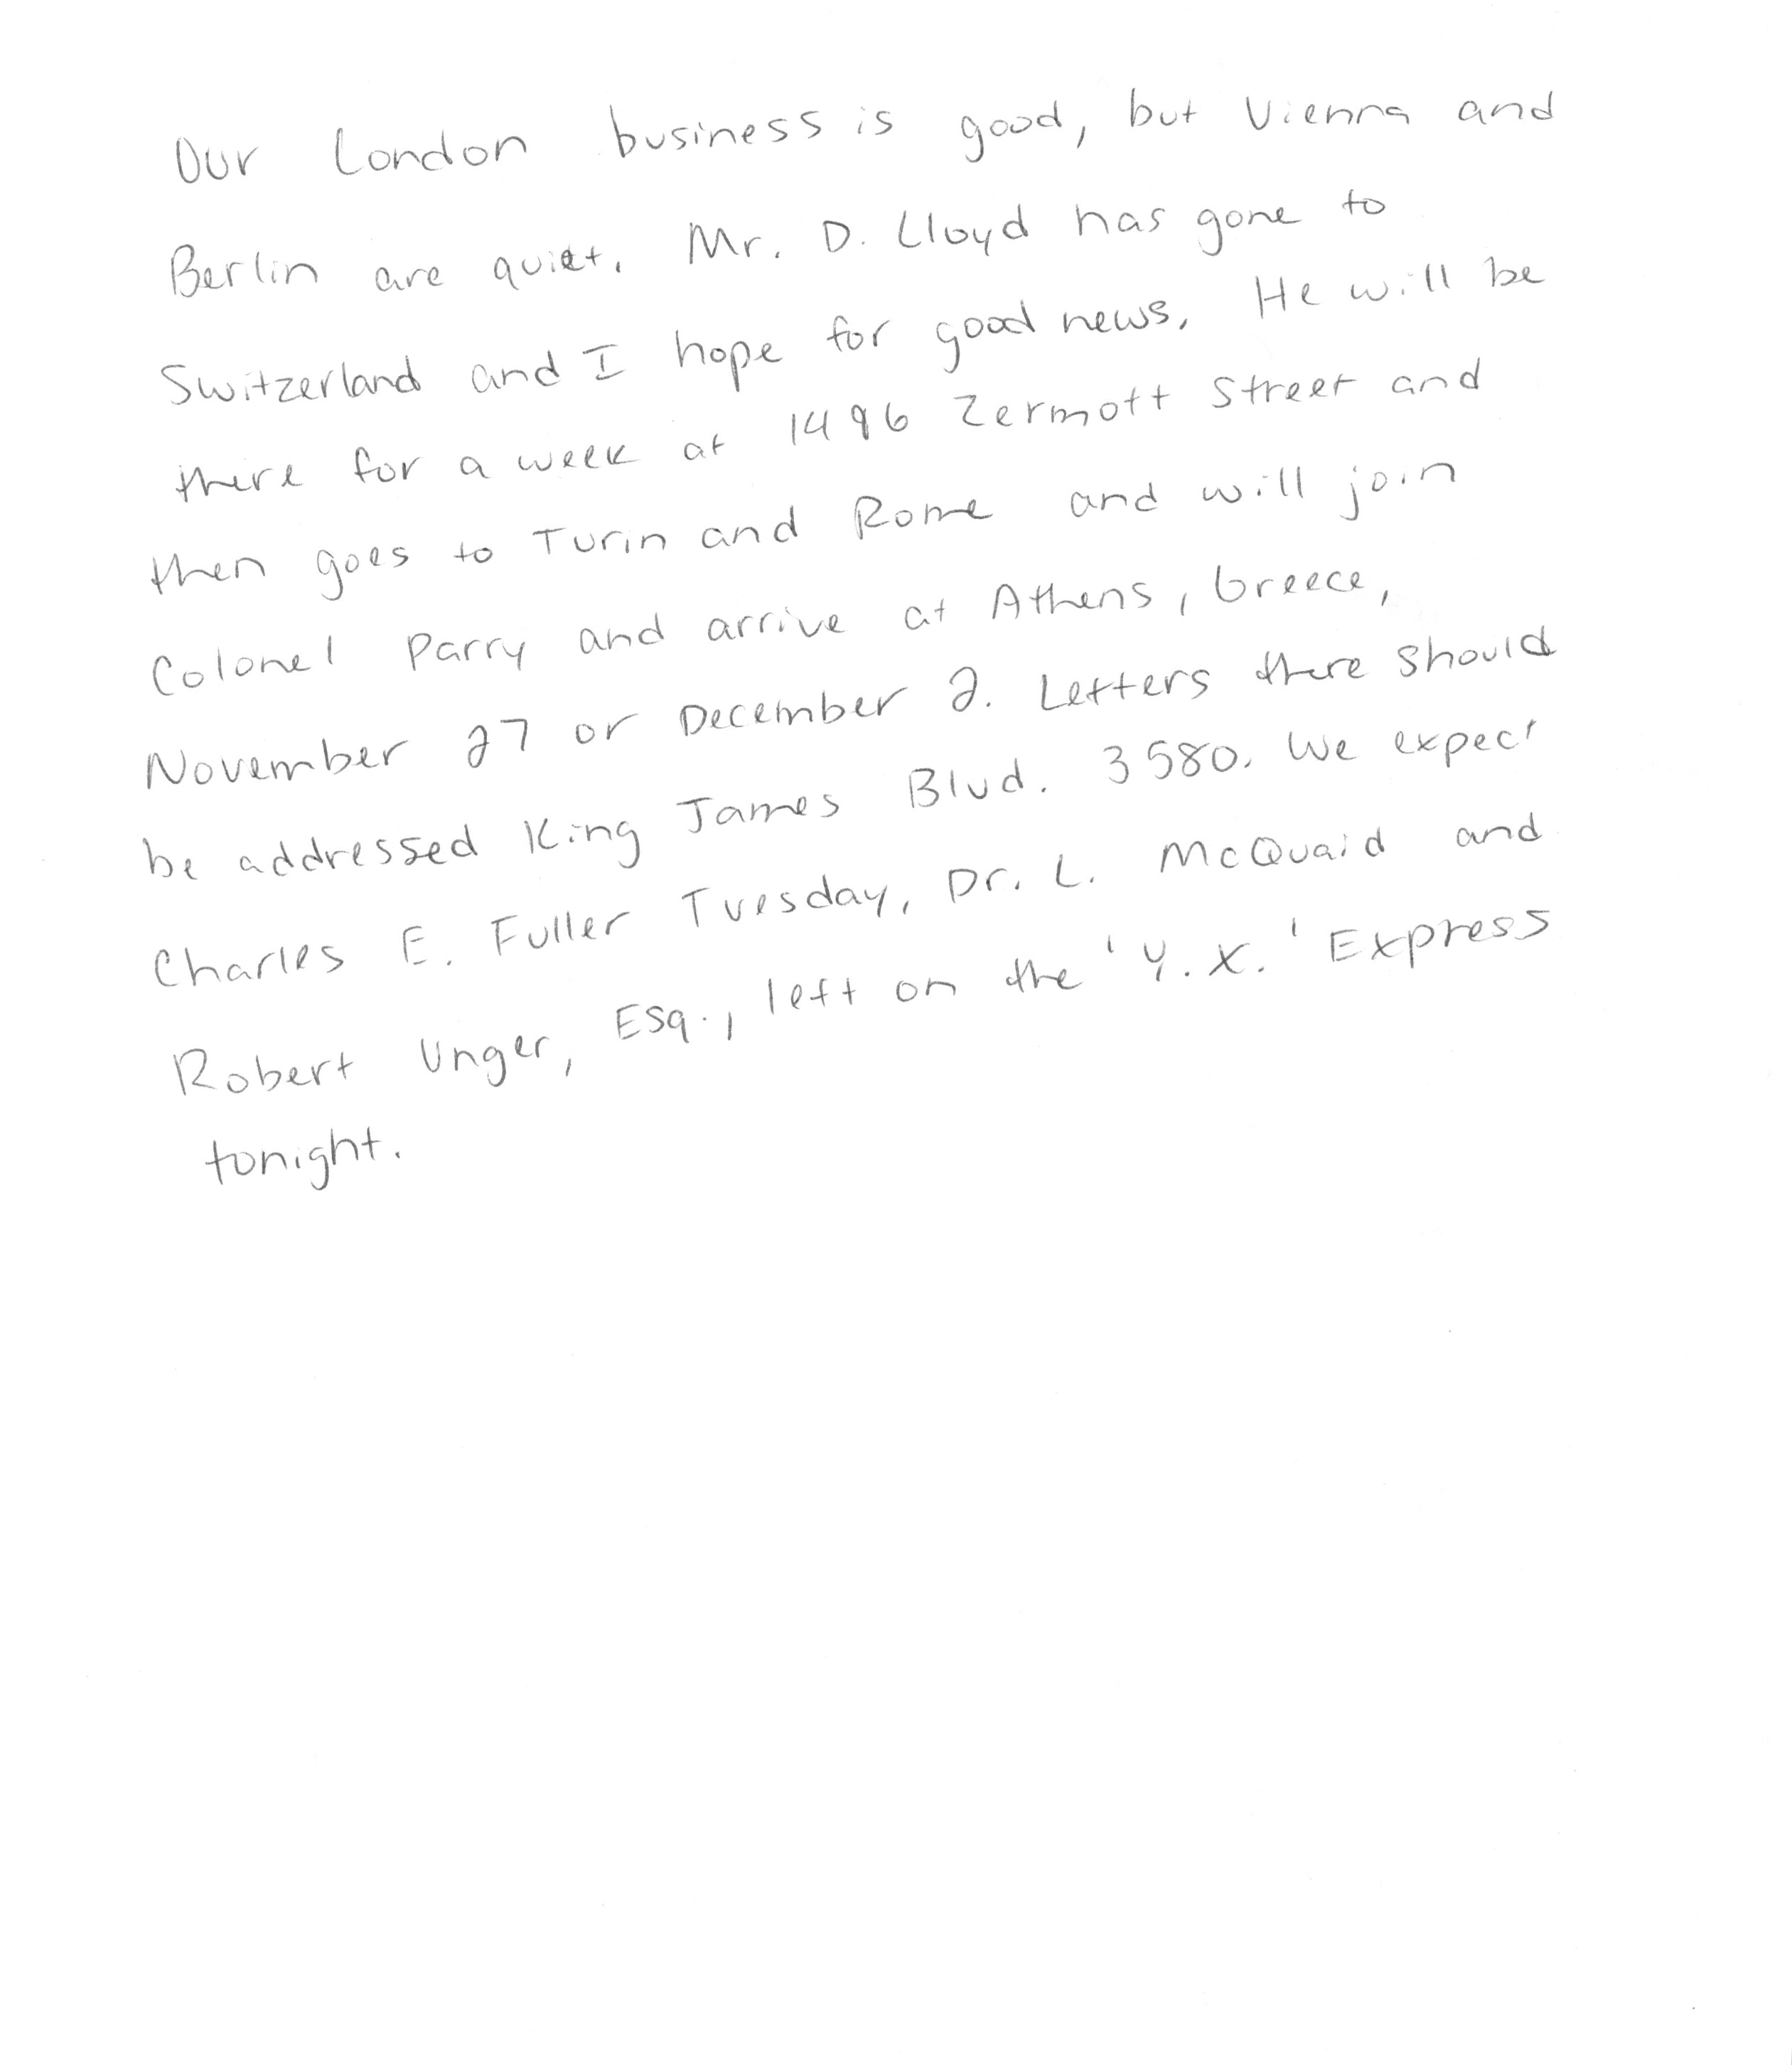 Our London business is good, but Vienna and
Berlin are quiet. Mr. D. Lloyd has gone to
Switzerland and I hope for good news. He will be
there for a week at 1496 Zermott Street and
then goes to Turin and Rome and will join
Colonel Parry and arrive at Athens, Greece,
November 27 or December 2. Letters there should
be addressed King James Blvd. 3580. We expect
Charles E. Fuller Tuesday, Dr. L. McQuaid and
Robert Unger, Esq., left on the 'Y.X.' Express
tonight.